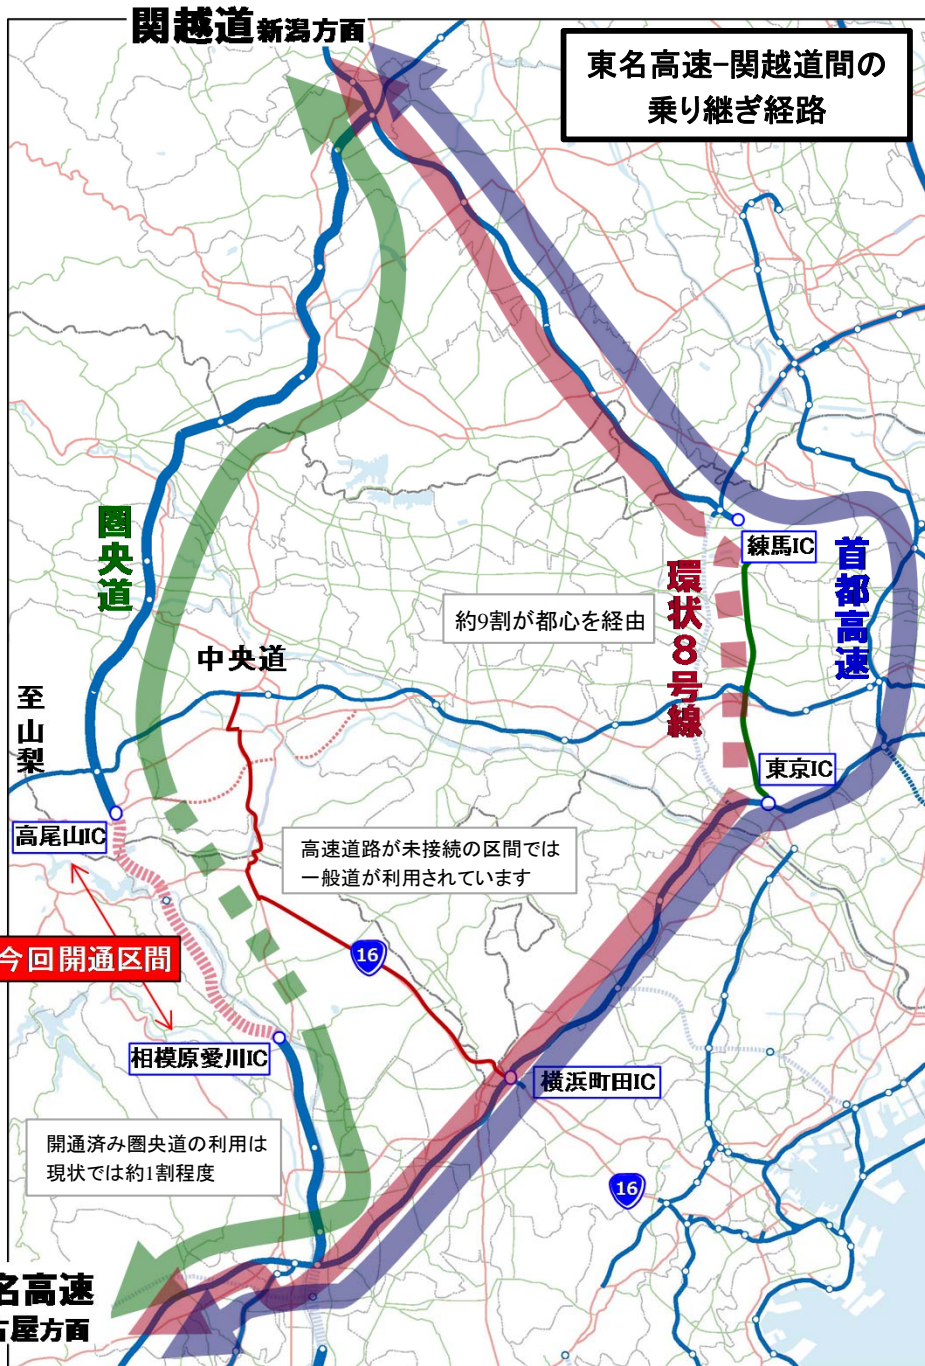 関越道新潟方面
東名高速-関越道間の
乗り継ぎ経路
圏央道
練馬IC
首都高速
環状8号線
約9割が都心を経由
中央道
至山梨
東京IC
高尾山IC
高速道路が未接続の区間では
一般道が利用されています
16
今回開通区間
相模原愛川IC
横浜町田IC
開通済み圏央道の利用は
現状では約1割程度
16
名高速
屋方面